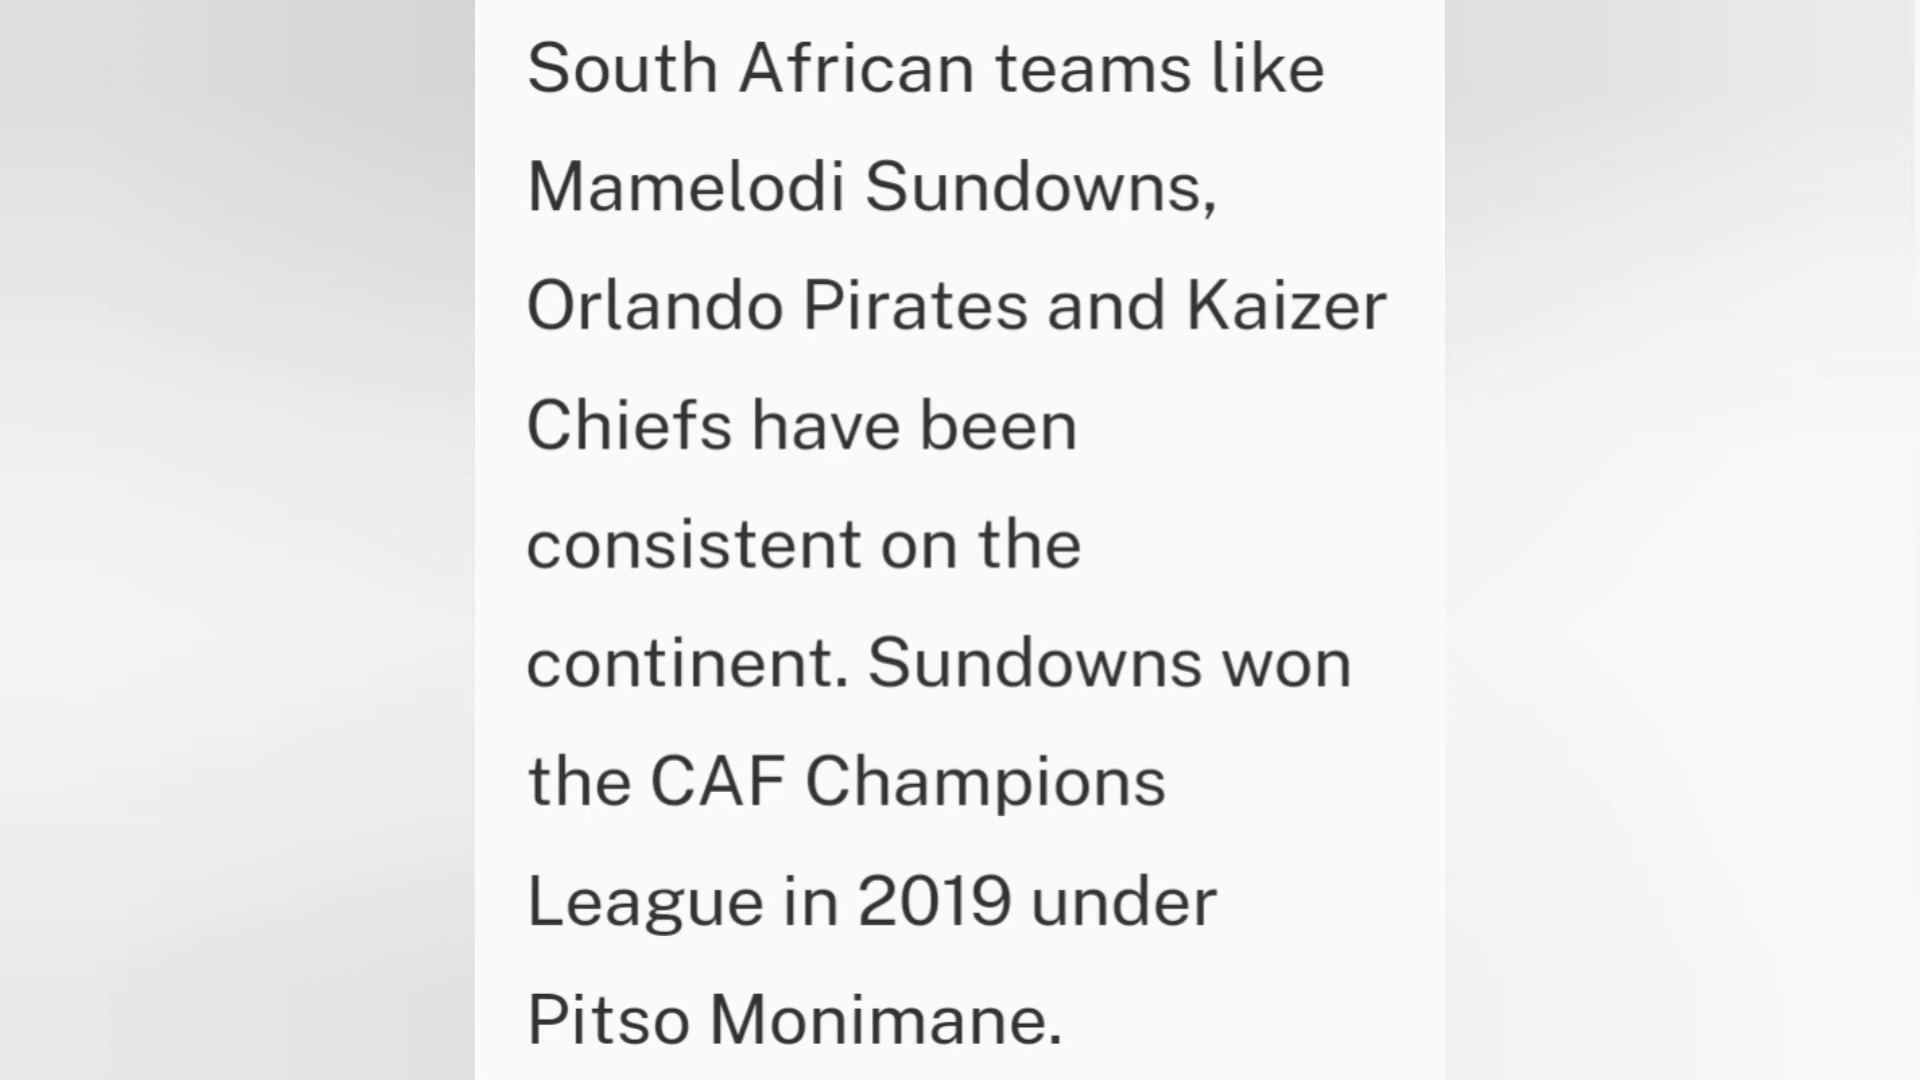 South African teams like
Mamelodi Sundowns,
Orlando Pirates and Kaizer
Chiefs have been
consistent on the
continent. Sundowns won
the CAF Champions
League in 2019 under
Pitso Monimane.